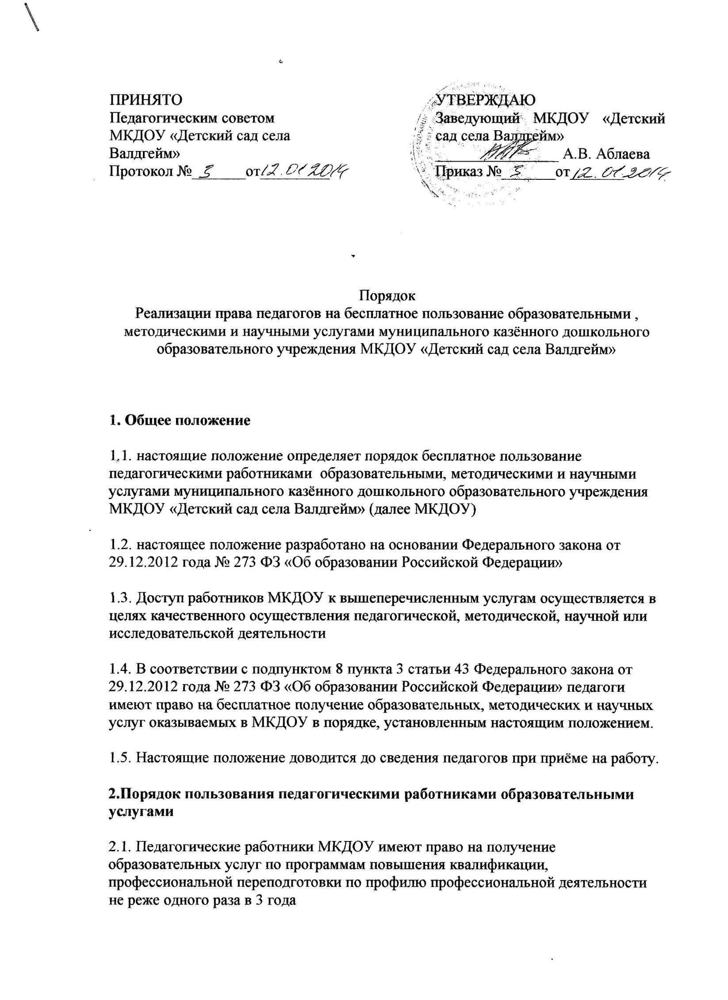 ПРИНЯТО
Педагогическим советом
МКДОУ «Детский сад села
Валдгейм»
Протокол № 3 от 12.01 2014
УТВЕРЖДАЮ
Заведующий МКДОУ «Детский
сад села Валдгейм»
А.В. Аблаева
Приказ № 3 от 12.01.2014
Порядок
Реализации права педагогов на бесплатное пользование образовательными ,
методическими и научными услугами муниципального казённого дошкольного
образовательного учреждения МКДОУ «Детский сад села Валдгейм»
1. Общее положение
1.1. настоящие положение определяет порядок бесплатное пользование
педагогическими работниками образовательными, методическими и научными
услугами муниципального казённого дошкольного образовательного учреждения
МКДОУ «Детский сад села Валдгейм» (далее МКДОУ)
1.2. настоящее положение разработано на основании Федерального закона от
29.12.2012 года № 273 ФЗ «Об образовании Российской Федерации»
1.3. Доступ работников МКДОУ к вышеперечисленным услугам осуществляется в
целях качественного осуществления педагогической, методической, научной или
исследовательской деятельности
1.4. В соответствии с подпунктом 8 пункта 3 статьи 43 Федерального закона от
29.12.2012 года № 273 ФЗ «Об образовании Российской Федерации» педагоги
имеют право на бесплатное получение образовательных, методических и научных
услуг оказываемых в МКДОУ в порядке, установленным настоящим положением.
1.5. Настоящие положение доводится до сведения педагогов при приёме на работу.
2.Порядок пользования педагогическими работниками образовательными
услугами
2.1. Педагогические работники МКДОУ имеют право на получение
образовательных услуг по программам повышения квалификации,
профессиональной переподготовки по профилю профессиональной деятельности
не реже одного раза в 3 года